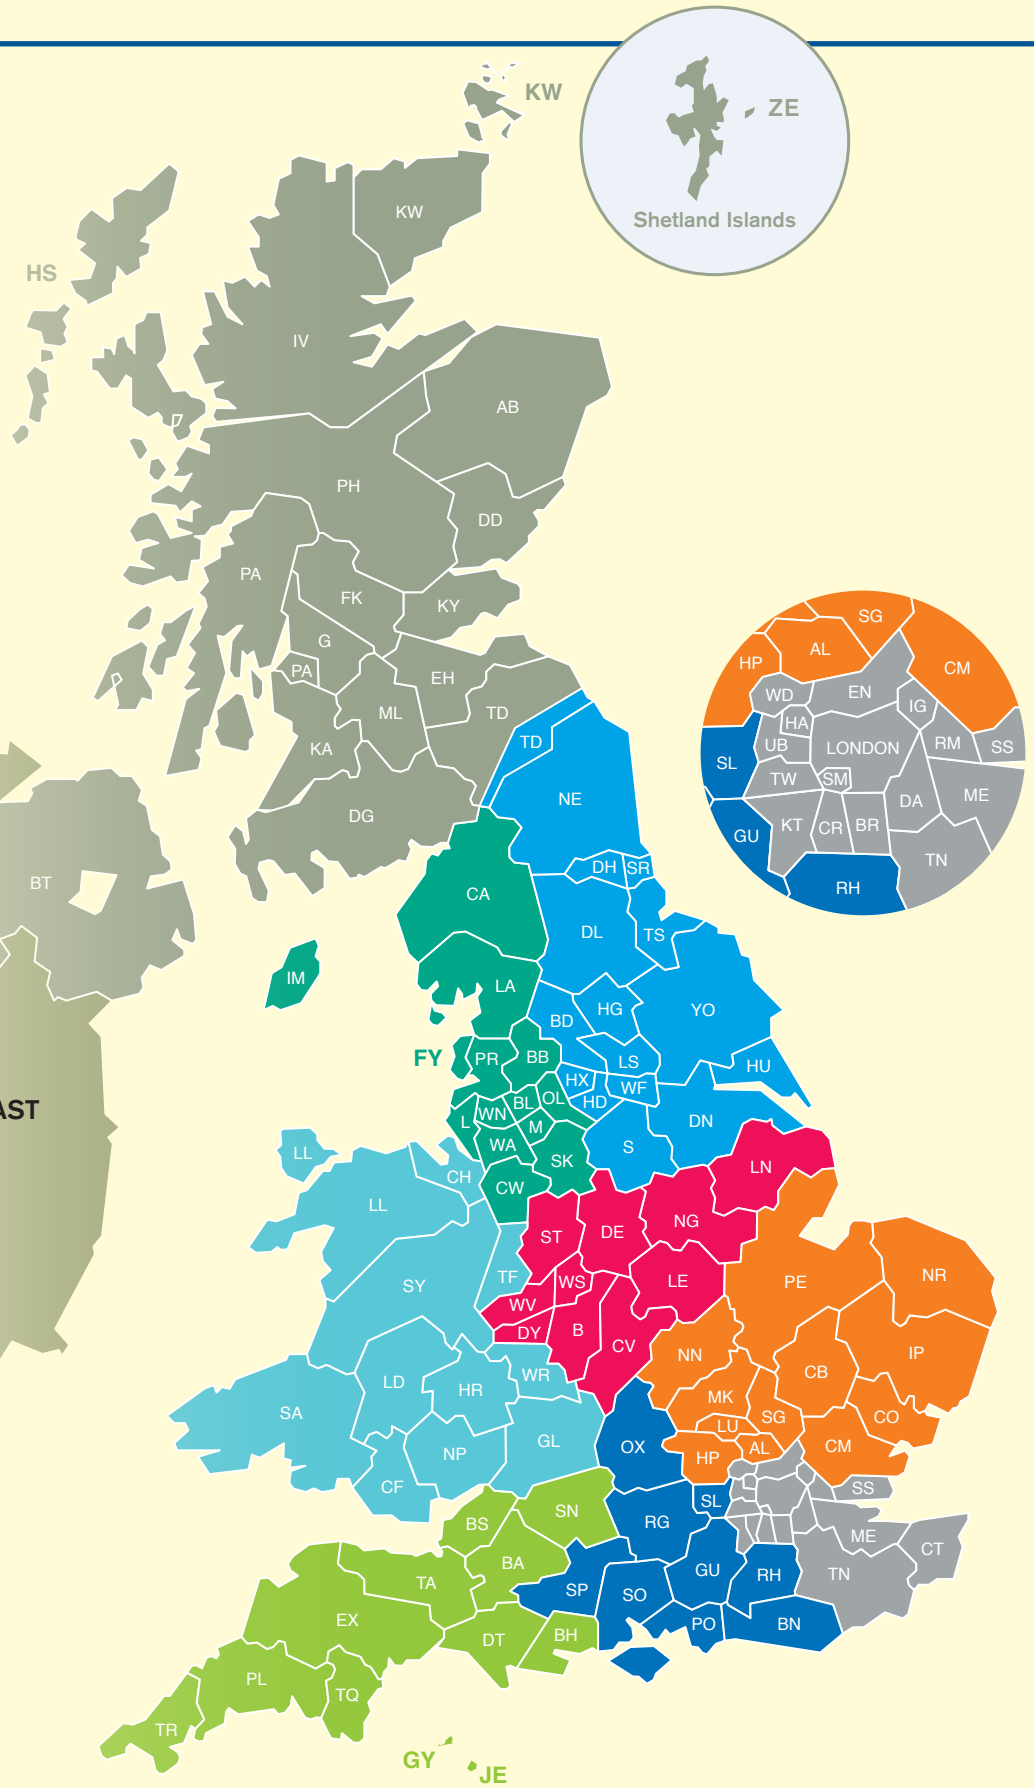 KW
ZE
Shetland Islands
KW
HS
IV
AB
PH
DD
PA
FK
KY
G
PA
EH
ML
TD
KA
DG
TD
NE
BT
CA
DH
SR
DL
TS
IM
LA
HG
YO
BD
FY
PR
BB
LS
HU
HX
WF
BL
OL
HD
WN
L
M
DN
AST
WA
S
LL
SK
LN
CH
CW
LL
NG
DE
ST
TF
WS
LE
PE
NR
SY
WV
B
DY
CV
IP
NN
CB
WR
LD
HR
MK
SA
SG
CO
LU
GL
OX
AL
CM
NP
HP
CF
SL
SS
SN
RG
BS
ME
CT
BA
GU
TN
RH
TA
SP
SO
EX
PO
BN
DT
BH
PL
TQ
TR
GY
JE
SG
AL
HP
CM
WD
EN
IG
HA
UB
LONDON
RM
SS
SL
TW
SM
DA
ME
KT
CR
BR
GU
TN
RH